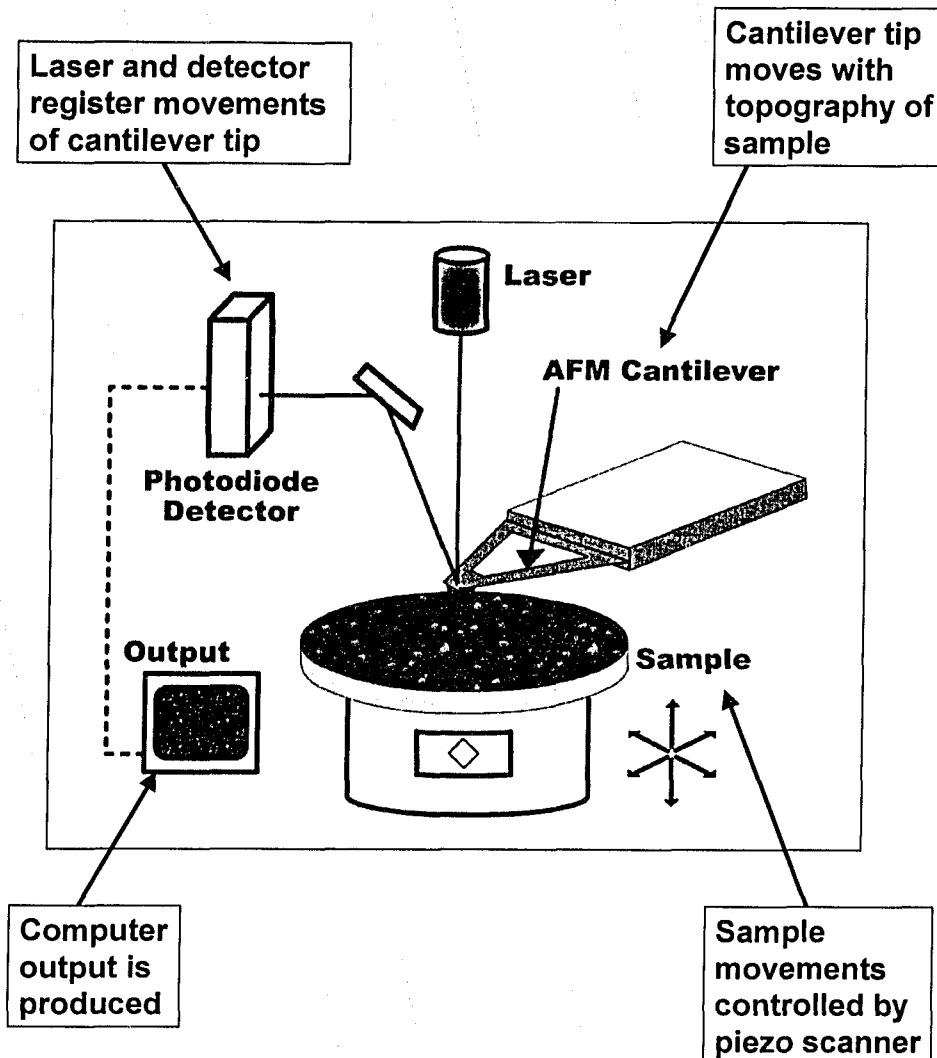 Laser and detector
register movements
of cantilever tip
Cantilever tip
moves with
topography of
sample
Laser
AFM Cantilever
Photodiode
Detector
Output
Sample
Computer
output is
produced
Sample
movements
controlled by
piezo scanner